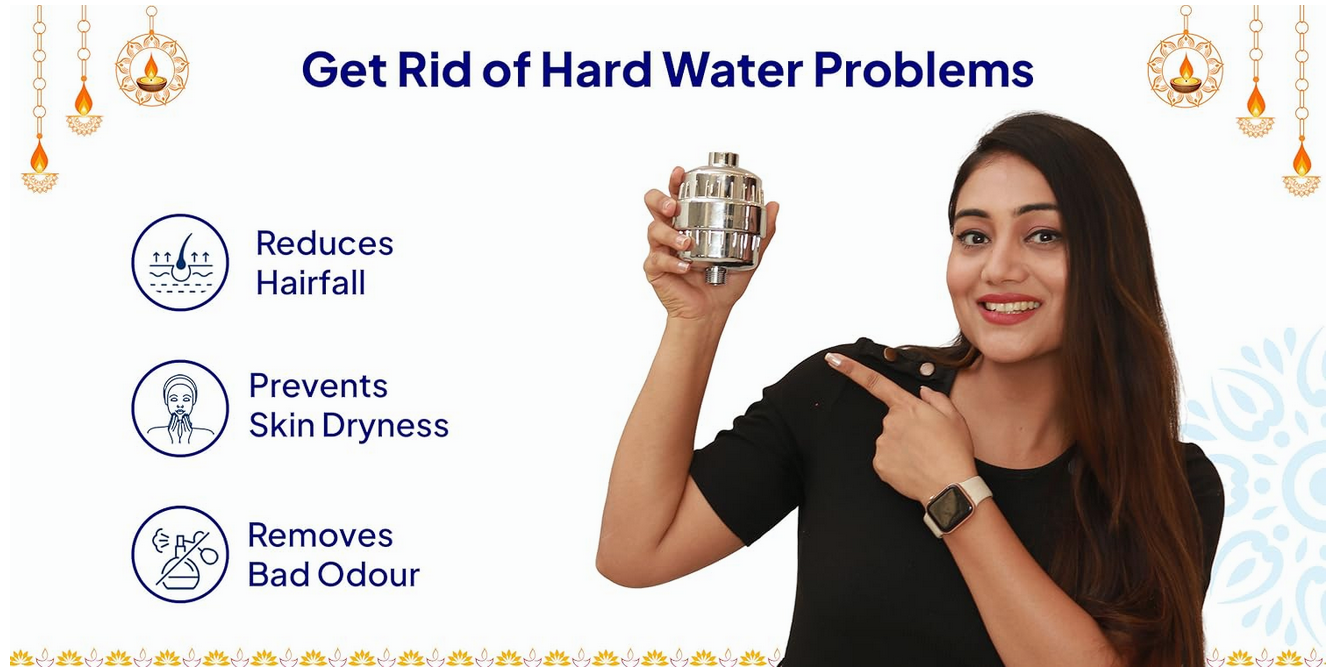 Get Rid of Hard Water Problems
Reduces
Hairfall
Prevents
Skin Dryness
Removes
Bad Odour